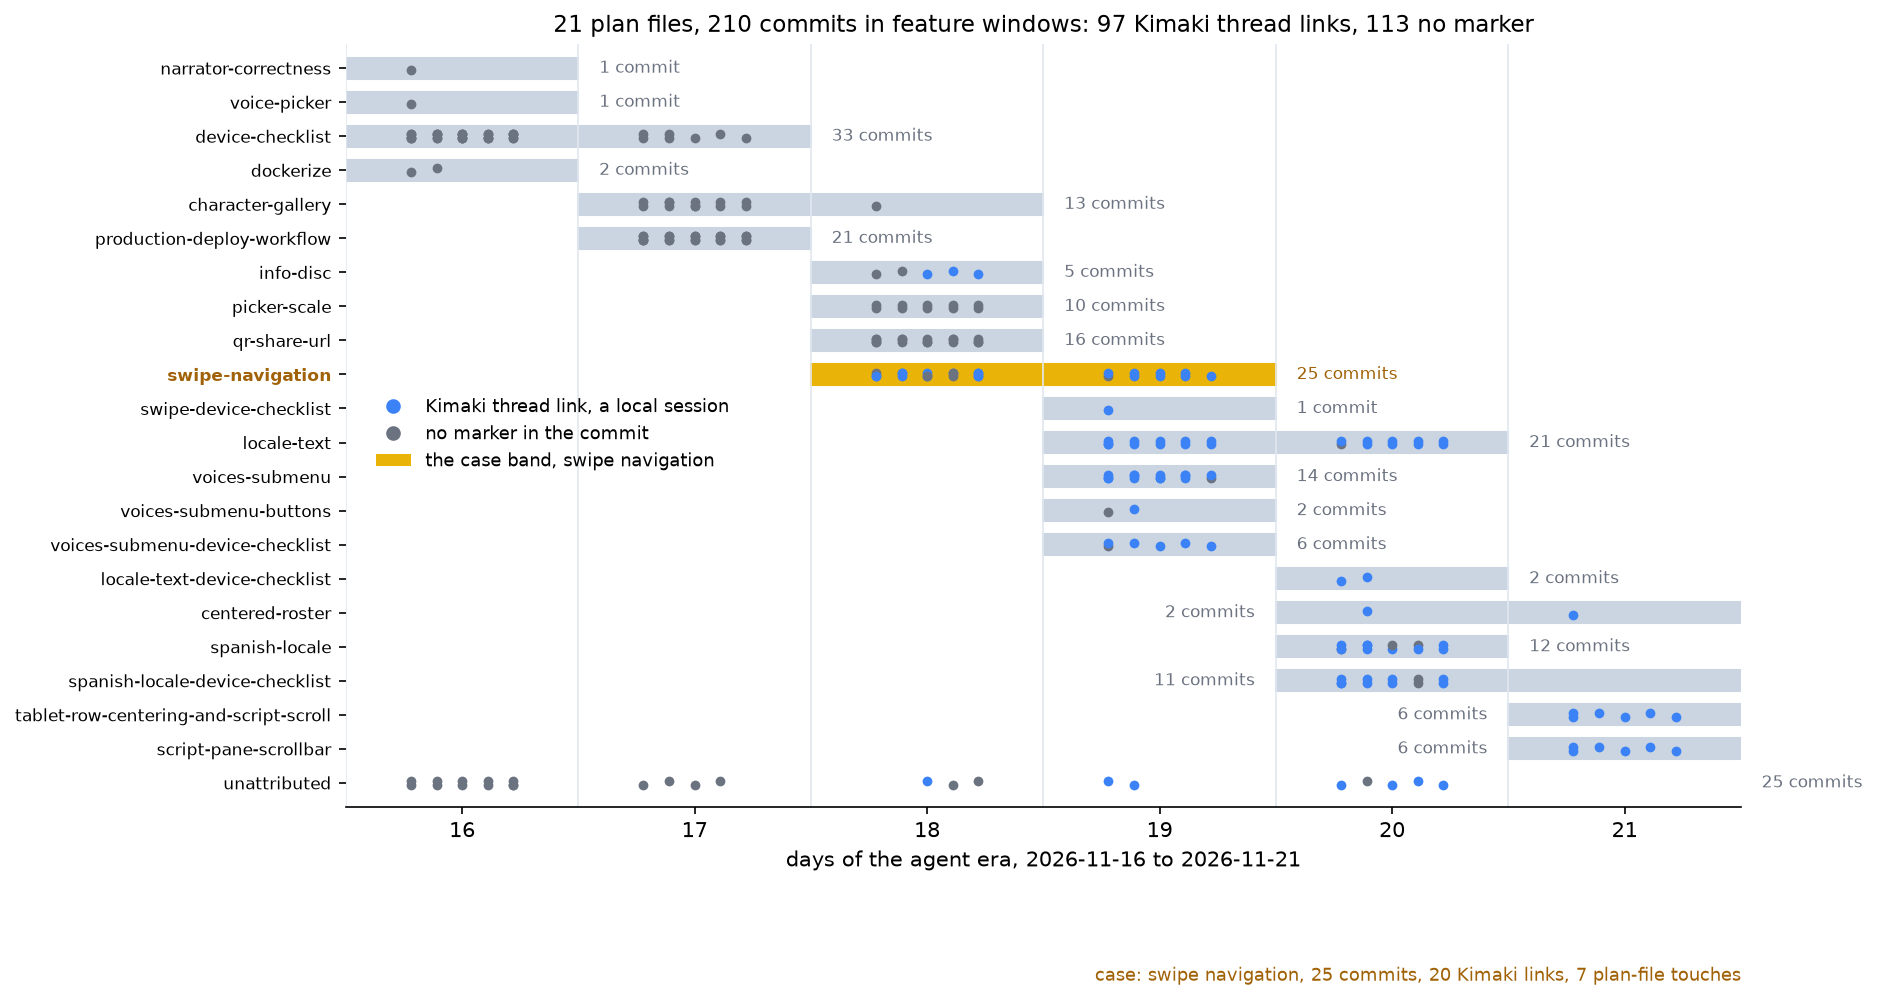 21 plan files, 210 commits in feature windows: 97 Kimaki thread links, 113 no marker
narrator-correctness 1 commit
voice-picker 1 commit
device-checklist 33 commits
dockerize 2 commits
character-gallery 13 commits
production-deploy-workflow 21 commits
info-disc 5 commits
picker-scale 10 commits
qr-share-url 16 commits
swipe-navigation 25 commits
Kimaki thread link, a local session
swipe-device-checklist 1 commit
no marker in the commit
locale-text 21 commits
the case band, swipe navigation
voices-submenu 14 commits
voices-submenu-buttons 2 commits
voices-submenu-device-checklist 6 commits
locale-text-device-checklist 2 commits
centered-roster 2 commits
spanish-locale 12 commits
spanish-locale-device-checklist 11 commits
tablet-row-centering-and-script-scroll 6 commits
script-pane-scrollbar 6 commits
unattributed 25 commits
16 17 18 19 20 21
days of the agent era, 2026-11-16 to 2026-11-21
case: swipe navigation, 25 commits, 20 Kimaki links, 7 plan-file touches